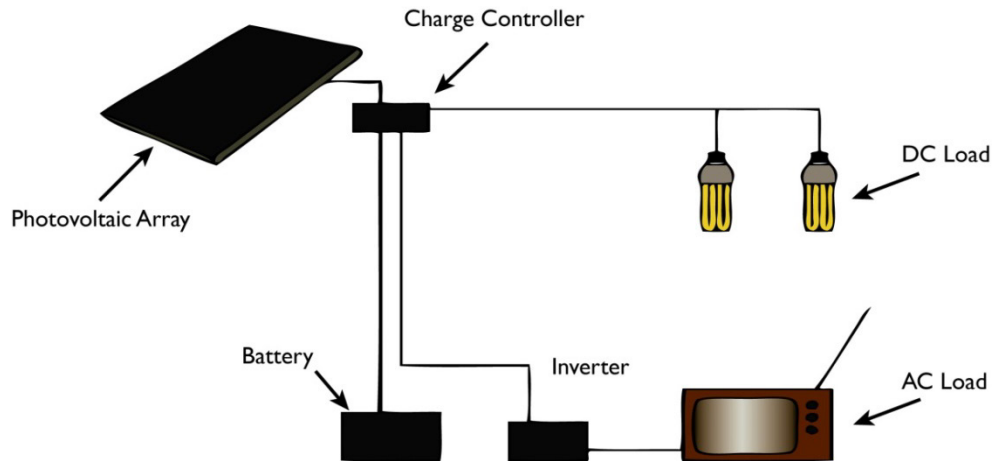 Charge Controller
DC Load
Photovoltaic Array
Battery
Inverter
AC Load